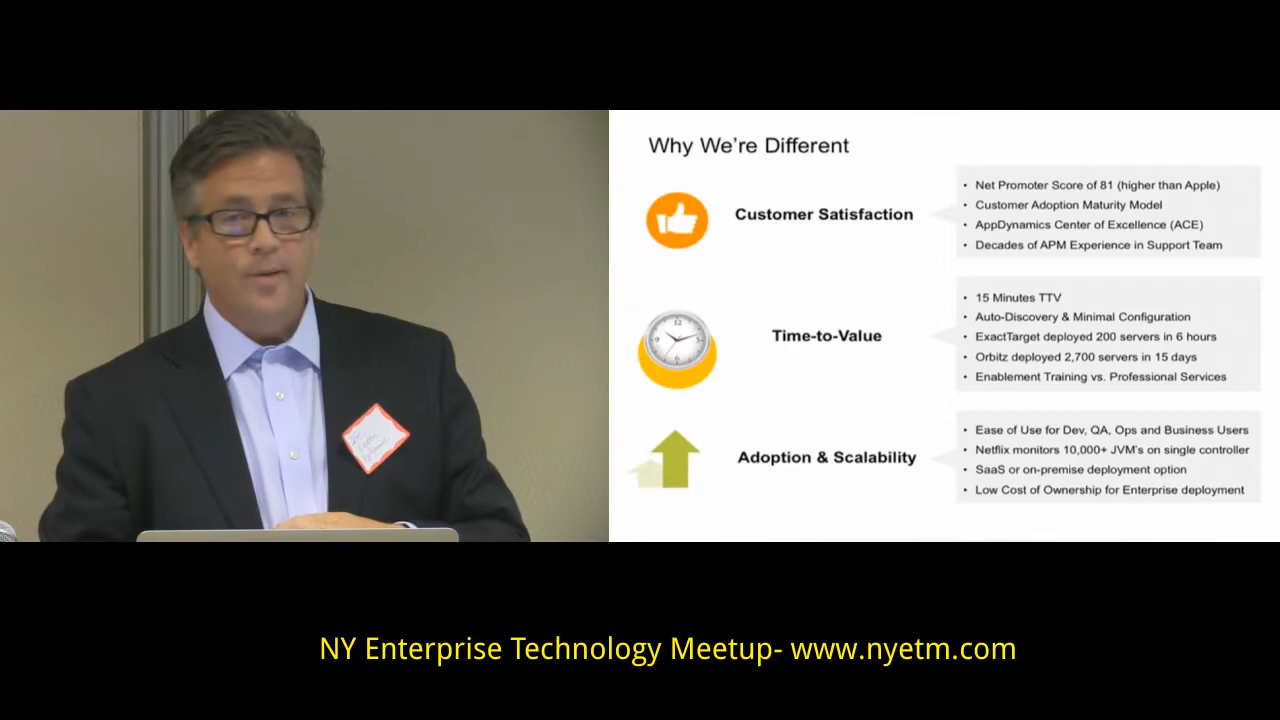 Why We're Different
Customer Satisfaction
• Net Promoter Score of 81 (higher than Apple)
• Customer Adoption Maturity Model
• AppDynamics Center of Excellence (ACE)
• Decades of APM Experience in Support Team
Time-to-Value
• 15 Minutes TTV
• Auto-Discovery & Minimal Configuration
• ExactTarget deployed 200 servers in 6 hours
• Orbitz deployed 2,700 servers in 15 days
• Enablement Training vs. Professional Services
Adoption & Scalability
• Ease of Use for Dev, QA, Ops and Business Users
• Netflix monitors 10,000+ JVM's on single controller
• SaaS or on-premise deployment option
• Low Cost of Ownership for Enterprise deployment
NY Enterprise Technology Meetup- www.nyetm.com